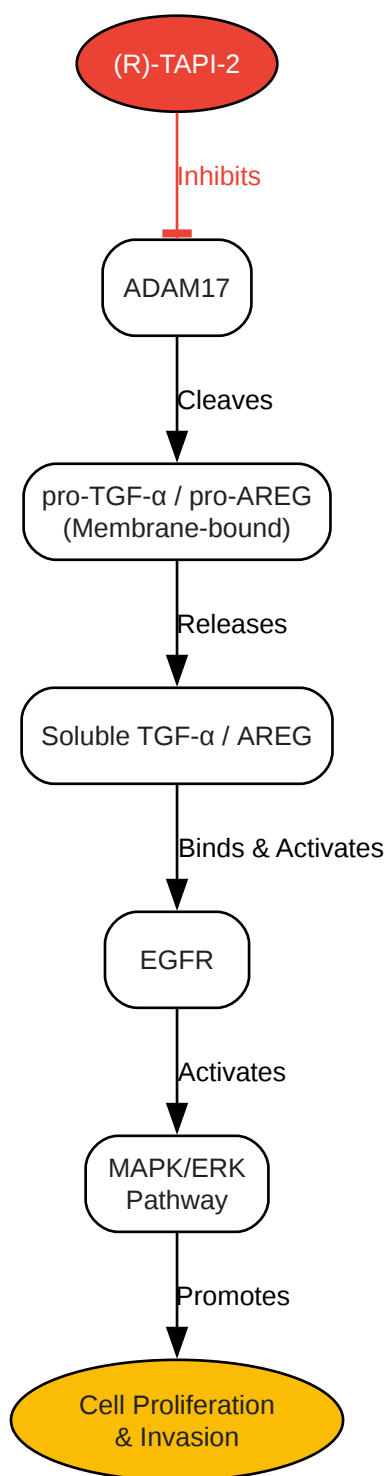 (R)-TAPI-2
Inhibits
ADAM17
Cleaves
pro-TGF-α / pro-AREG
(Membrane-bound)
Releases
Soluble TGF-α / AREG
Binds & Activates
EGFR
Activates
MAPK/ERK
Pathway
Promotes
Cell Proliferation
& Invasion